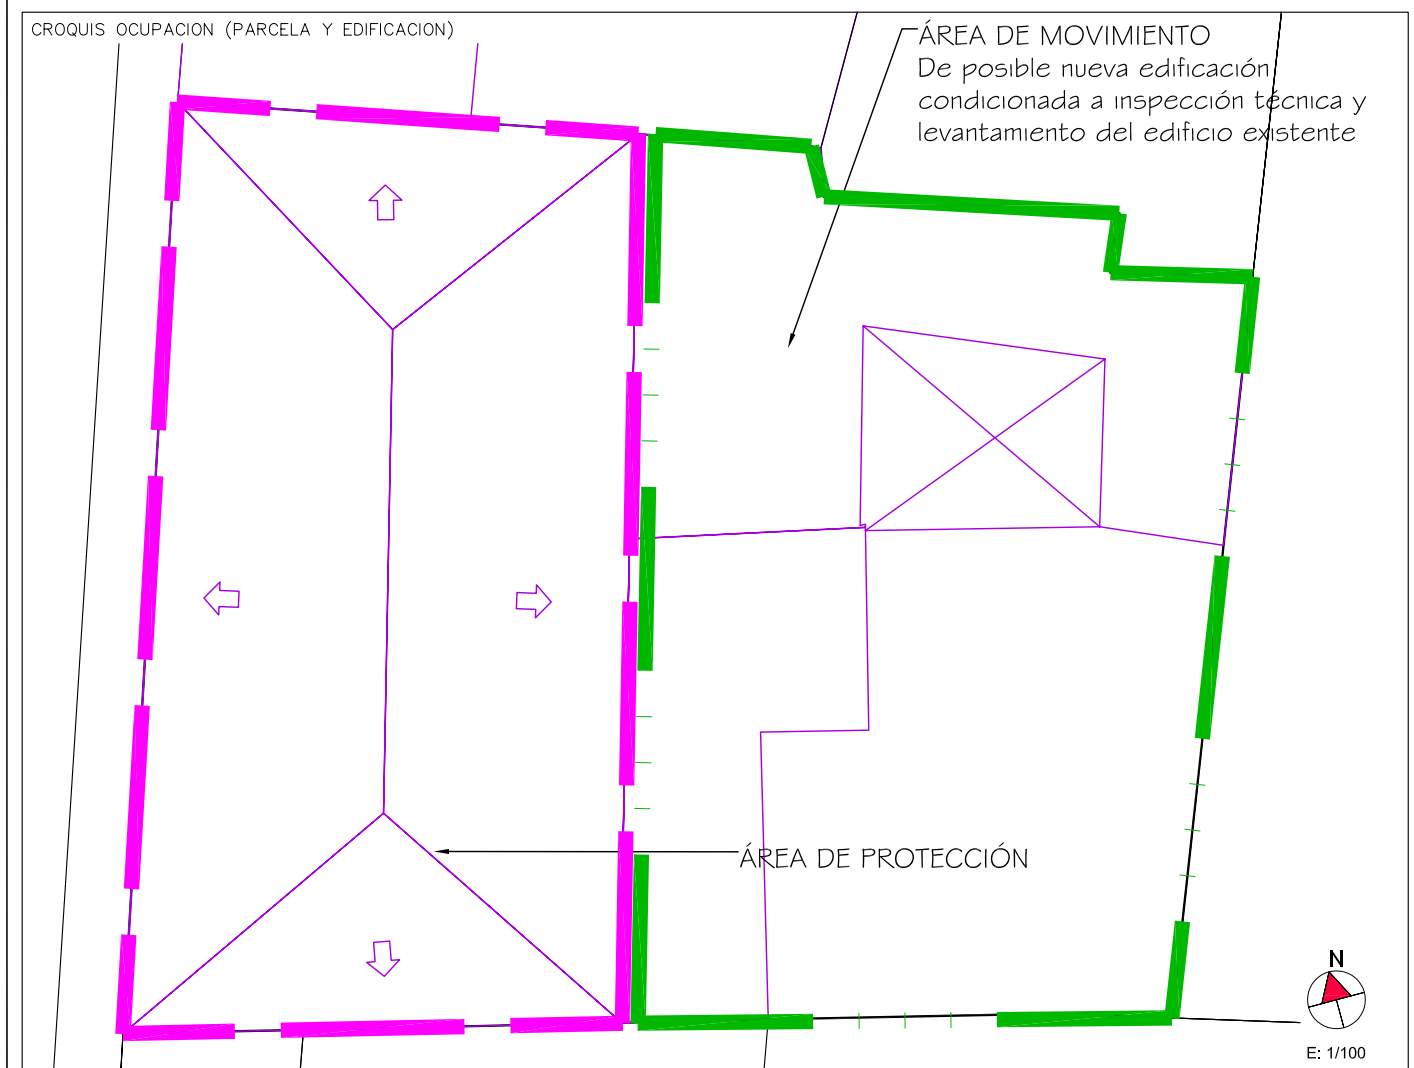 CROQUIS OCUPACION (PARCELA Y EDIFICACION)
ÁREA DE MOVIMIENTO
De posible nueva edificación
condicionada a inspección técnica y
levantamiento del edificio existente
ÁREA DE PROTECCIÓN
N
E: 1/100